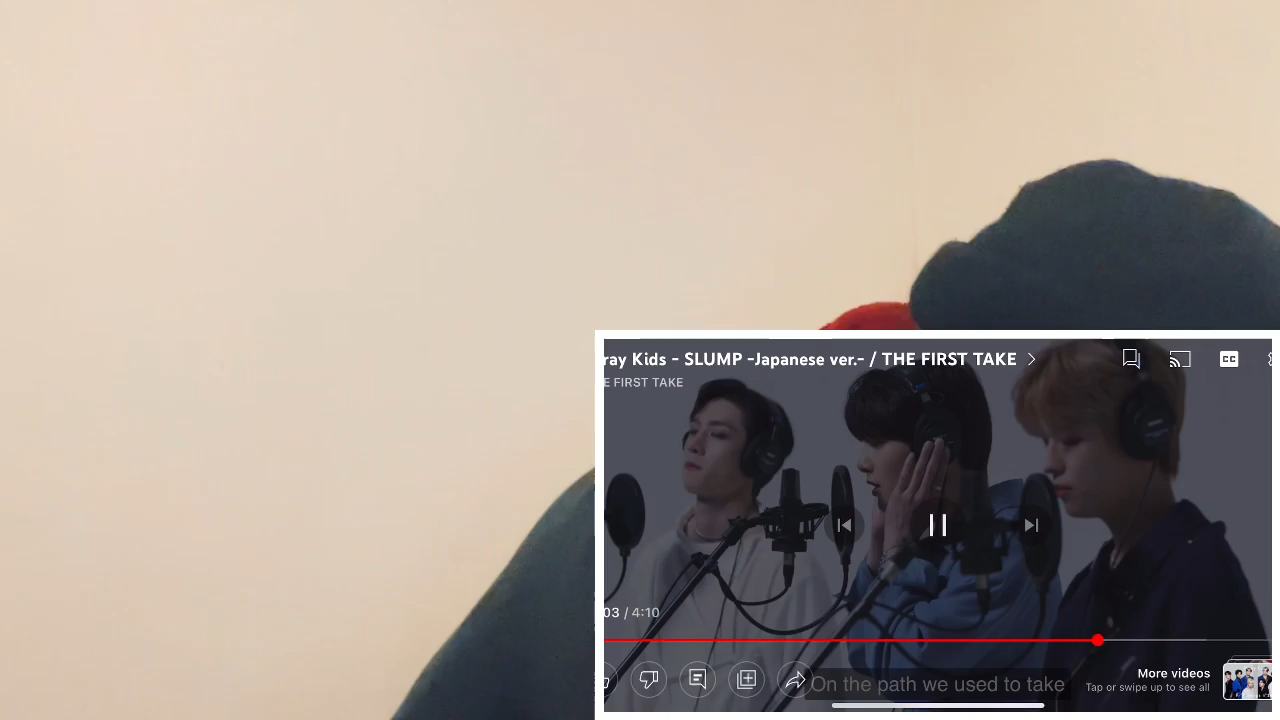 ray Kids - SLUMP -Japanese ver.- / THE FIRST TAKE
E FIRST TAKE
CC
03 / 4:10
More videos
Tap or swipe up to see all
On the path we used to take